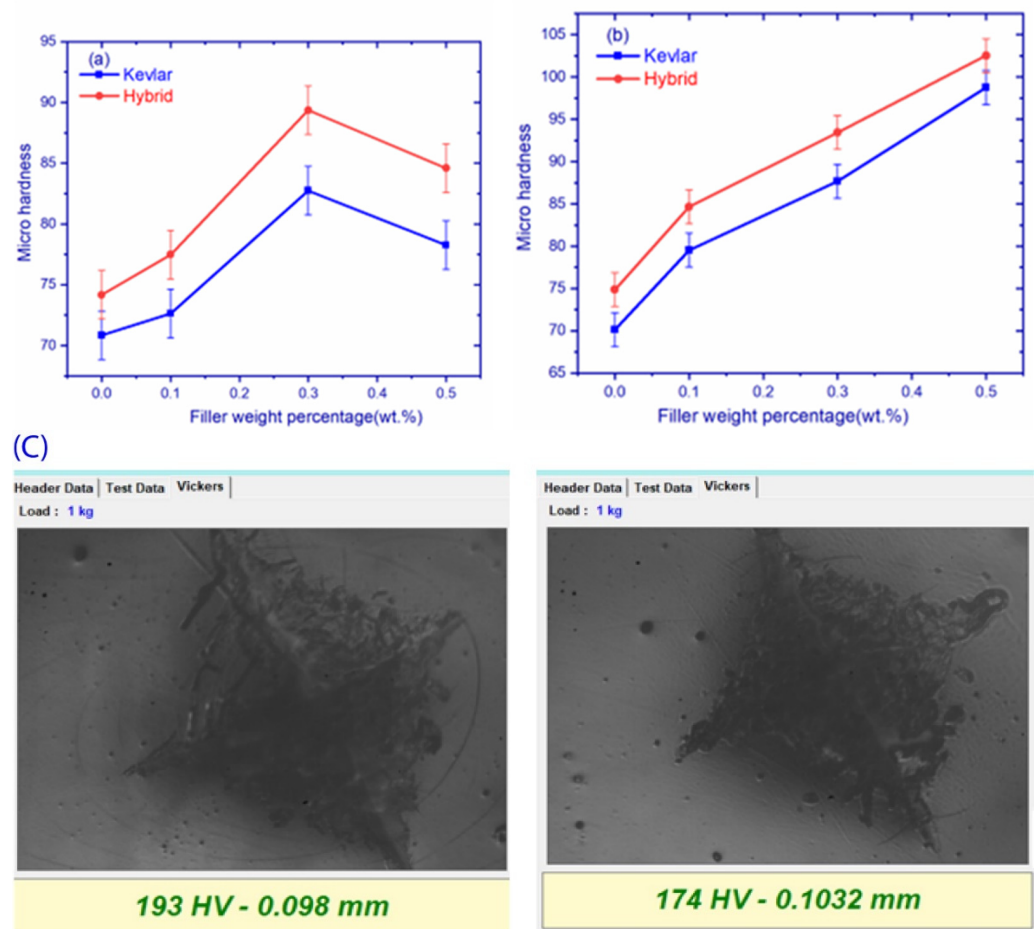 (a)
Kevlar
Hybrid
95
90
85
80
75
70
Micro hardness
0.0 0.1 0.2 0.3 0.4 0.5
Filler weight percentage(wt.%)
(b)
Kevlar
Hybrid
105
100
95
90
85
80
75
70
65
Micro hardness
0.0 0.1 0.2 0.3 0.4 0.5
Filler weight percentage(wt.%)
(C)
Header Data Test Data Vickers
Load : 1 kg
193 HV - 0.098 mm
Header Data Test Data Vickers
Load : 1 kg
174 HV - 0.1032 mm